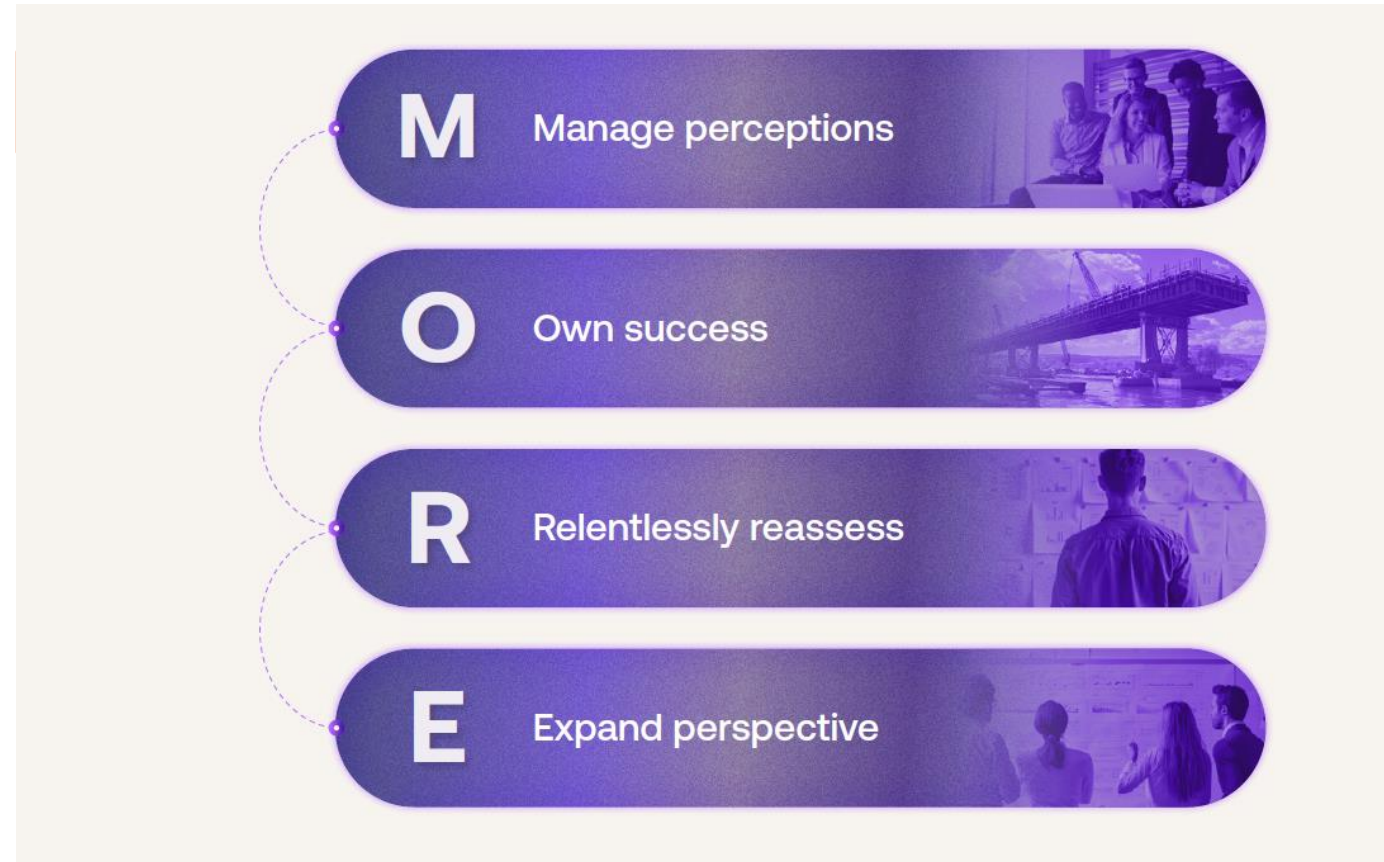 M Manage perceptions
O Own success
R Relentlessly reassess
E Expand perspective